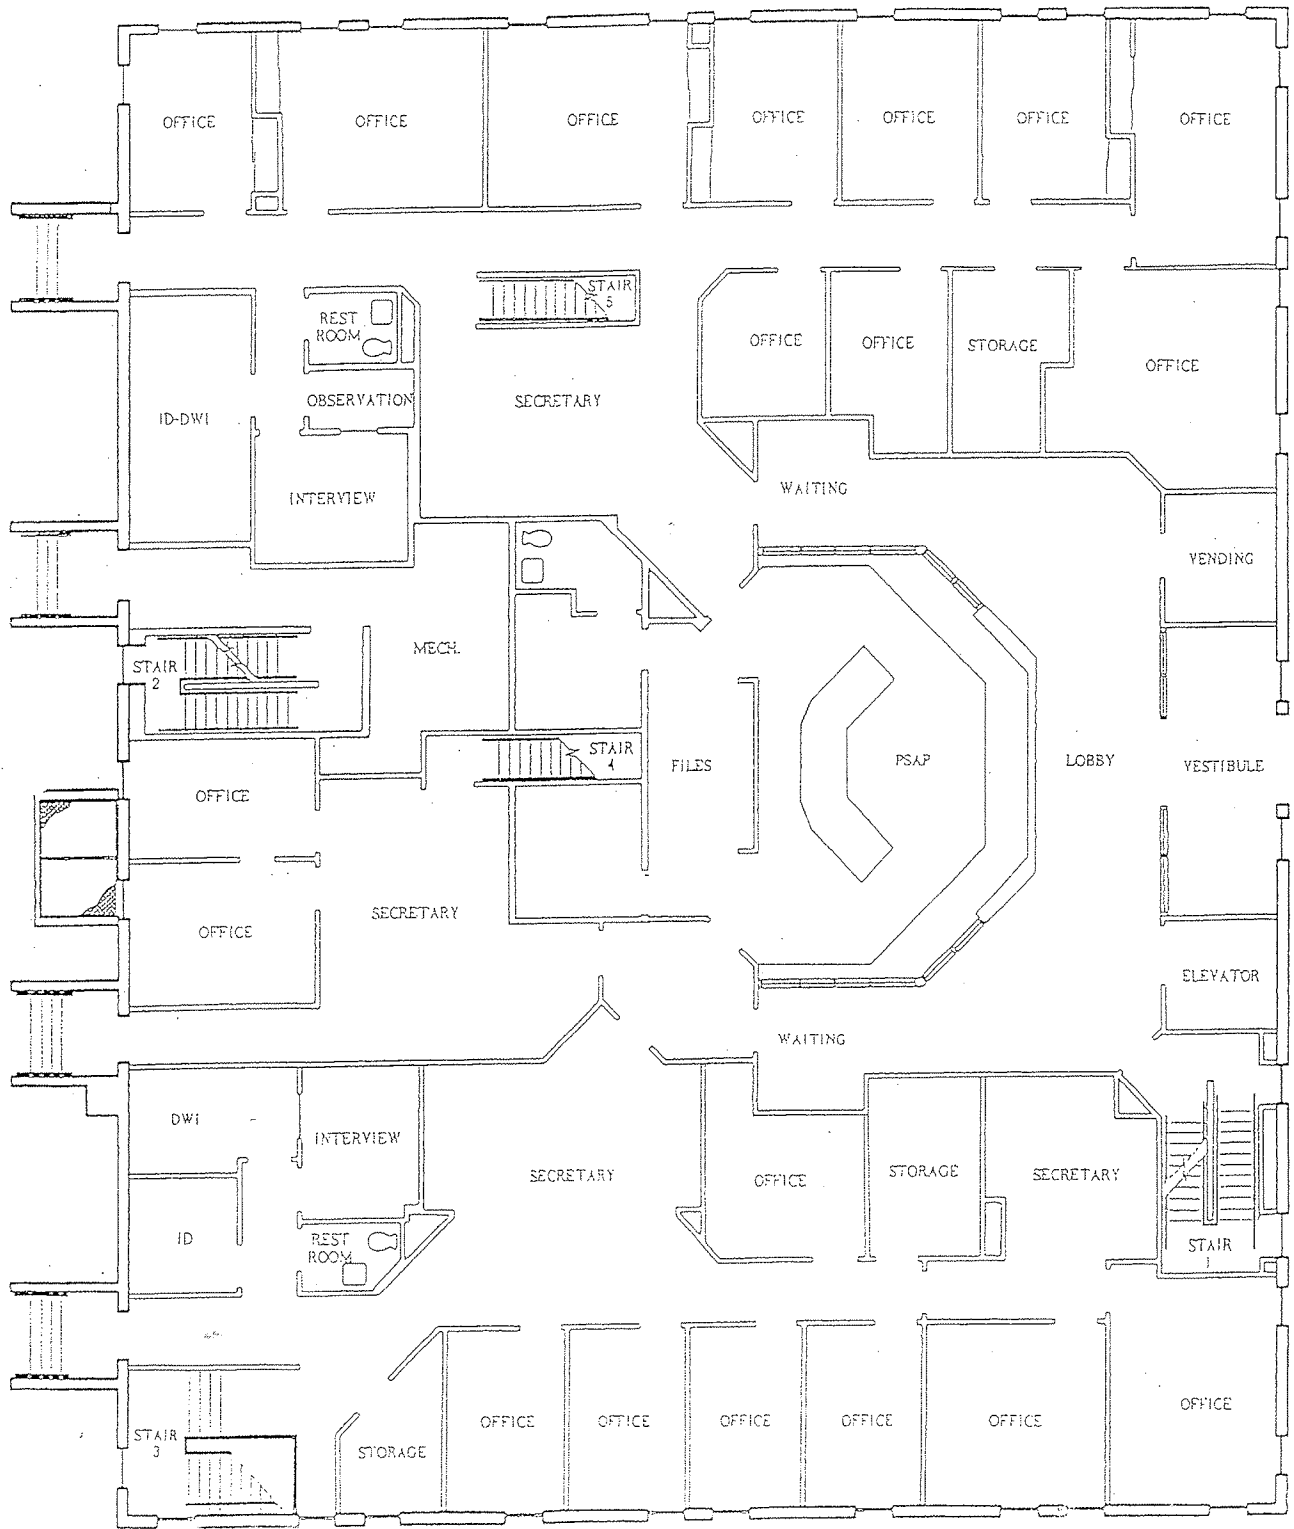 OFFICE
OFFICE
OFFICE
OFFICE
OFFICE
OFFICE
OFFICE
STAIR
5
REST
ROOM
OFFICE
OFFICE
STORAGE
OFFICE
OBSERVATION
SECRETARY
ID-DWI
INTERVIEW
WAITING
VENDING
MECH.
STAIR
2
STAIR
4
FILES
PSAP
LOBBY
VESTIBULE
OFFICE
SECRETARY
OFFICE
ELEVATOR
WAITING
DWI
INTERVIEW
SECRETARY
OFFICE
STORAGE
SECRETARY
ID
REST
ROOM
STAIR
1
OFFICE
OFFICE
OFFICE
OFFICE
OFFICE
OFFICE
STAIR
3
STORAGE